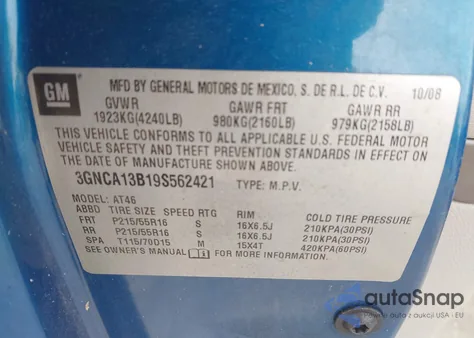 GM
MFD BY GENERAL MOTORS DE MEXICO, S. DE R.L. DE C.V. 10/08
GVWR GAWR FRT GAWR RR
1923KG(4240LB) 980KG(2160LB) 979KG(2158LB)
THIS VEHICLE CONFORMS TO ALL APPLICABLE U.S. FEDERAL MOTOR
VEHICLE SAFETY AND THEFT PREVENTION STANDARDS IN EFFECT ON
THE DATE OF MANUFACTURE SHOWN ABOVE.
3GNCA13B19S562421 TYPE: M.P.V.
MODEL: AT46
ABBD TIRE SIZE SPEED RTG RIM COLD TIRE PRESSURE
FRT P215/55R16 S 16X6.5J 210KPA(30PSI)
RR P215/55R16 S 16X6.5J 210KPA(30PSI)
SPA T115/70D15 M 15X4T 420KPA(60PSI)
SEE OWNER'S MANUAL
autoSnap
Pojazdy z aukcji USA - EU